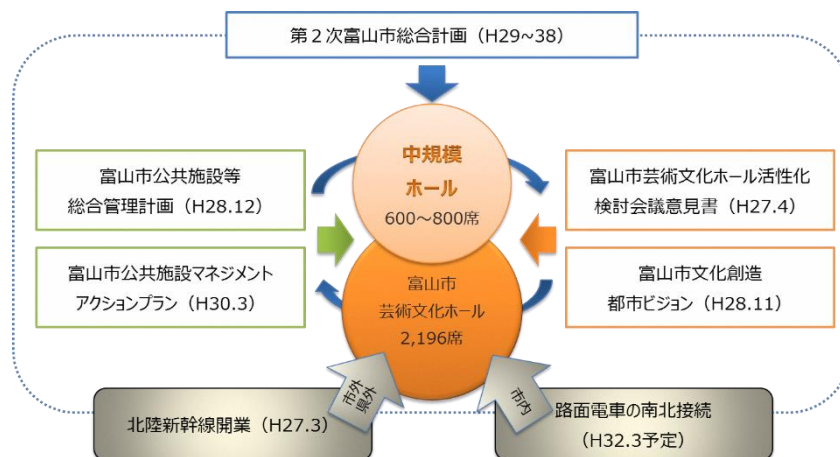 第２次富山市総合計画（H29~38）
中規模
ホール
600～800席
富山市公共施設等
総合管理計画（H28.12）
富山市芸術文化ホール活性化
検討会議意見書（H27.4）
富山市公共施設マネジメント
アクションプラン（H30.3）
富山市
芸術文化ホール
2,196席
富山市文化創造
都市ビジョン（H28.11）
市外
県外
市内
北陸新幹線開業（H27.3）
路面電車の南北接続
（H32.3予定）